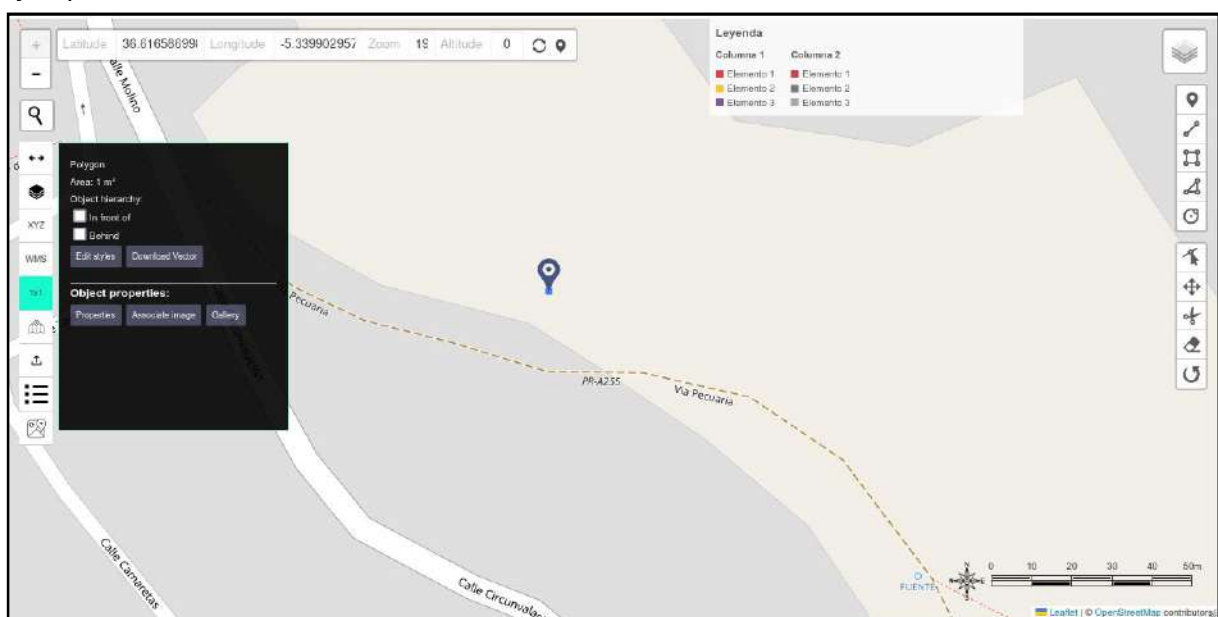 Latitude 36.616586998 Longitude -5.339902957 Zoom 19 Altitude 0
Leyenda
Columna 1 Columna 2
Elemento 1 Elemento 1
Elemento 2 Elemento 2
Elemento 3 Elemento 3
Calle Molino
Polygon
Area: 1 m²
Object hierarchy:
In front of
Behind
Edit styles Download Vector
Object properties:
Properties Associate image Gallery
XYZ
WMS
Pecuaria
PR-A255
Vía Pecuaria
Calle Camaretas
Calle Circunvala
FUENTE
0 10 20 30 40 50m
Leaflet | © OpenStreetMap contributors